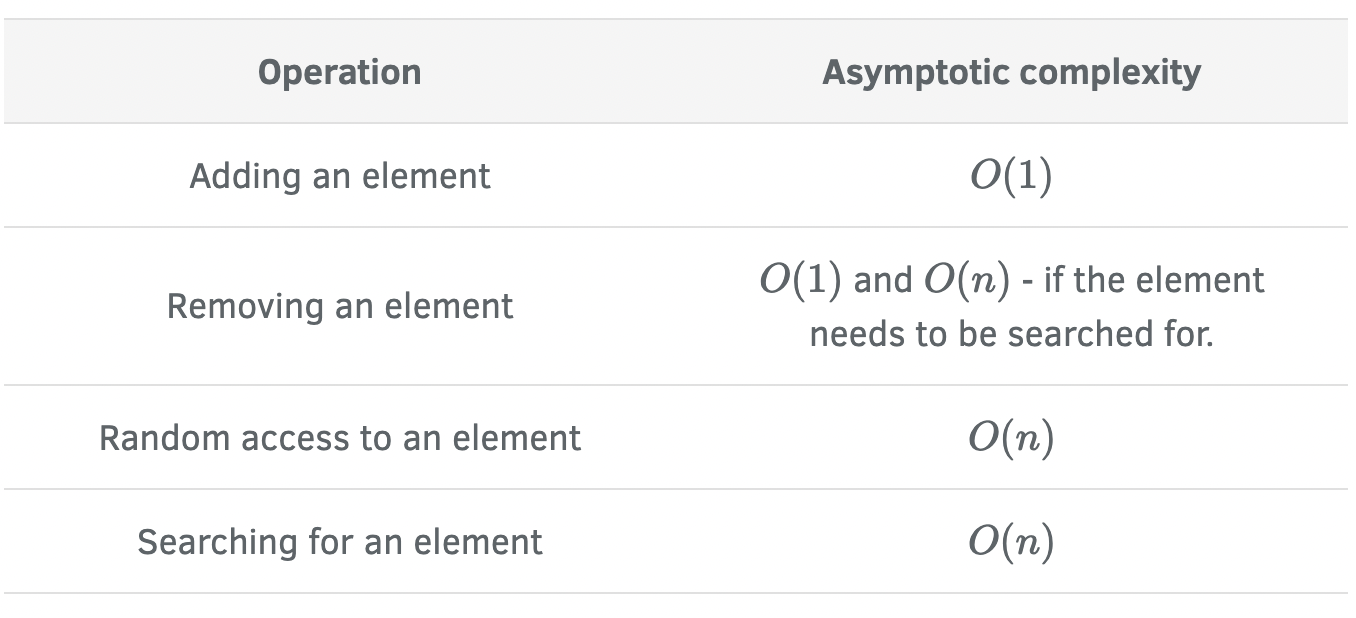 Operation Asymptotic complexity
Adding an element O(1)
Removing an element O(1) and O(n) - if the element
needs to be searched for.
Random access to an element O(n)
Searching for an element O(n)